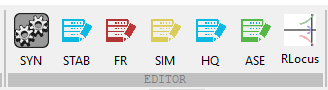 SYN STAB FR SIM HQ ASE RLocus
EDITOR